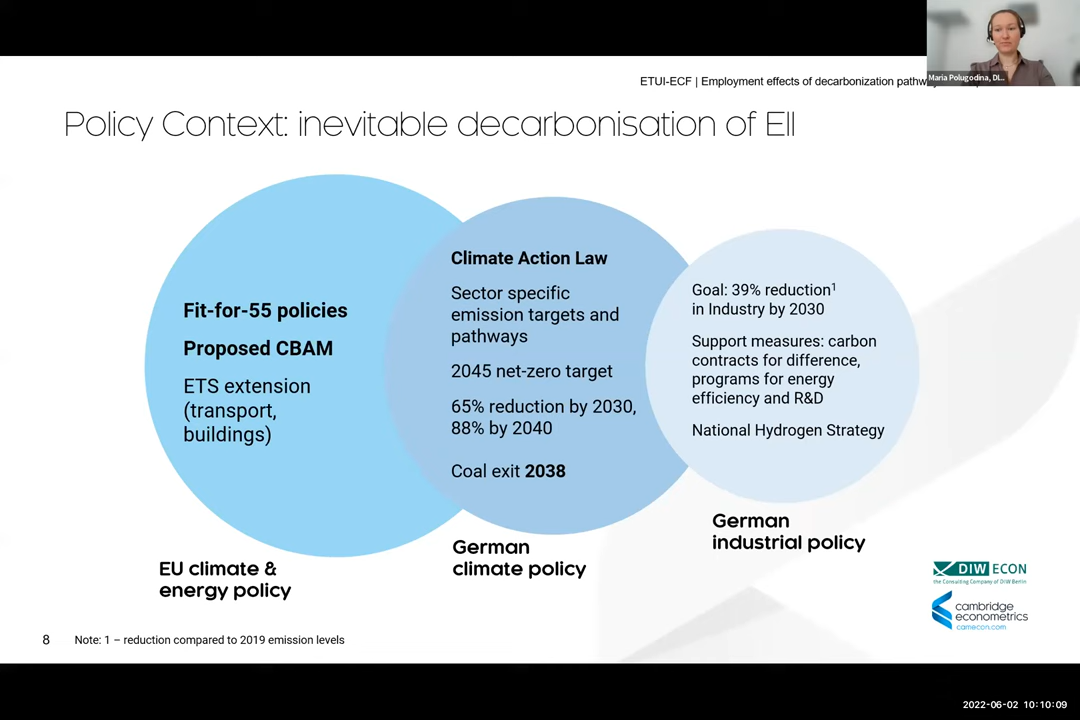 Maria Polugodina, DI...
ETUI-ECF | Employment effects of decarbonization pathw
Policy Context: inevitable decarbonisation of EII
Fit-for-55 policies
Proposed CBAM
ETS extension
(transport,
buildings)
EU climate &
energy policy
Climate Action Law
Sector specific
emission targets and
pathways
2045 net-zero target
65% reduction by 2030,
88% by 2040
Coal exit 2038
German
climate policy
Goal: 39% reduction¹
in Industry by 2030
Support measures: carbon
contracts for difference,
programs for energy
efficiency and R&D
National Hydrogen Strategy
German
industrial policy
DIW ECON
the Consulting Company of DIW Berlin
cambridge
econometrics
camecon.com
8
Note: 1 – reduction compared to 2019 emission levels
2022-06-02 10:10:09